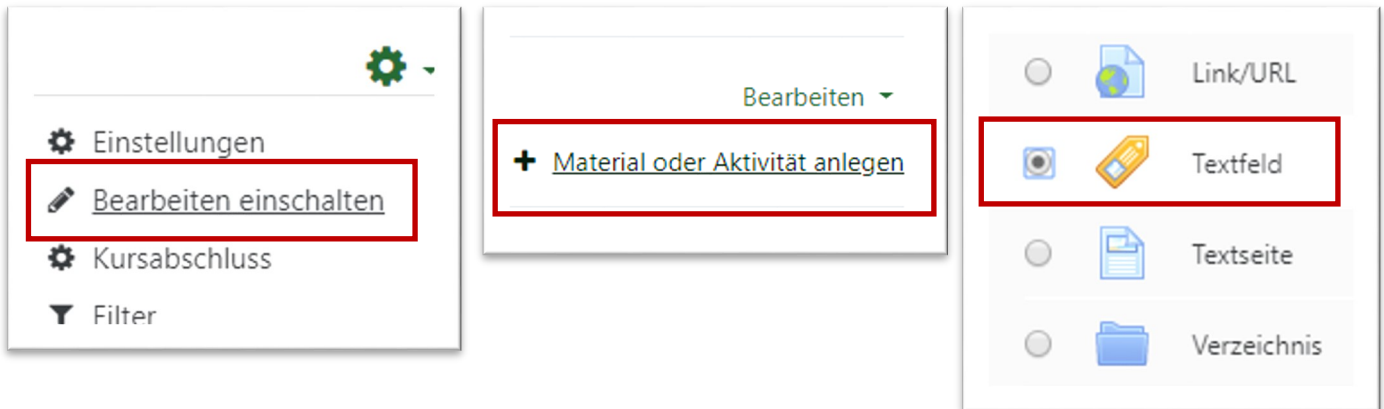 Einstellungen
Bearbeiten einschalten
Kursabschluss
Filter
Bearbeiten
Material oder Aktivität anlegen
Link/URL
Textfeld
Textseite
Verzeichnis